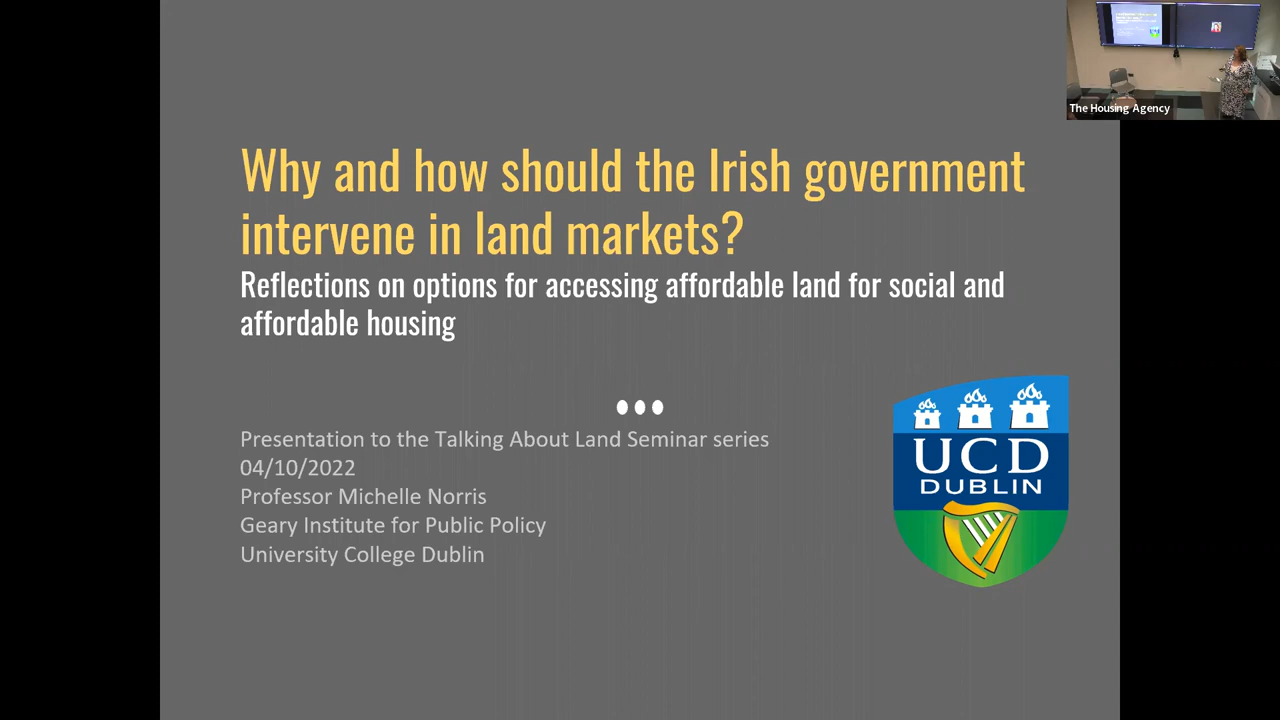 The Housing Agency
Why and how should the Irish government
intervene in land markets?
Reflections on options for accessing affordable land for social and
affordable housing
Presentation to the Talking About Land Seminar series
04/10/2022
Professor Michelle Norris
Geary Institute for Public Policy
University College Dublin
UCD
DUBLIN